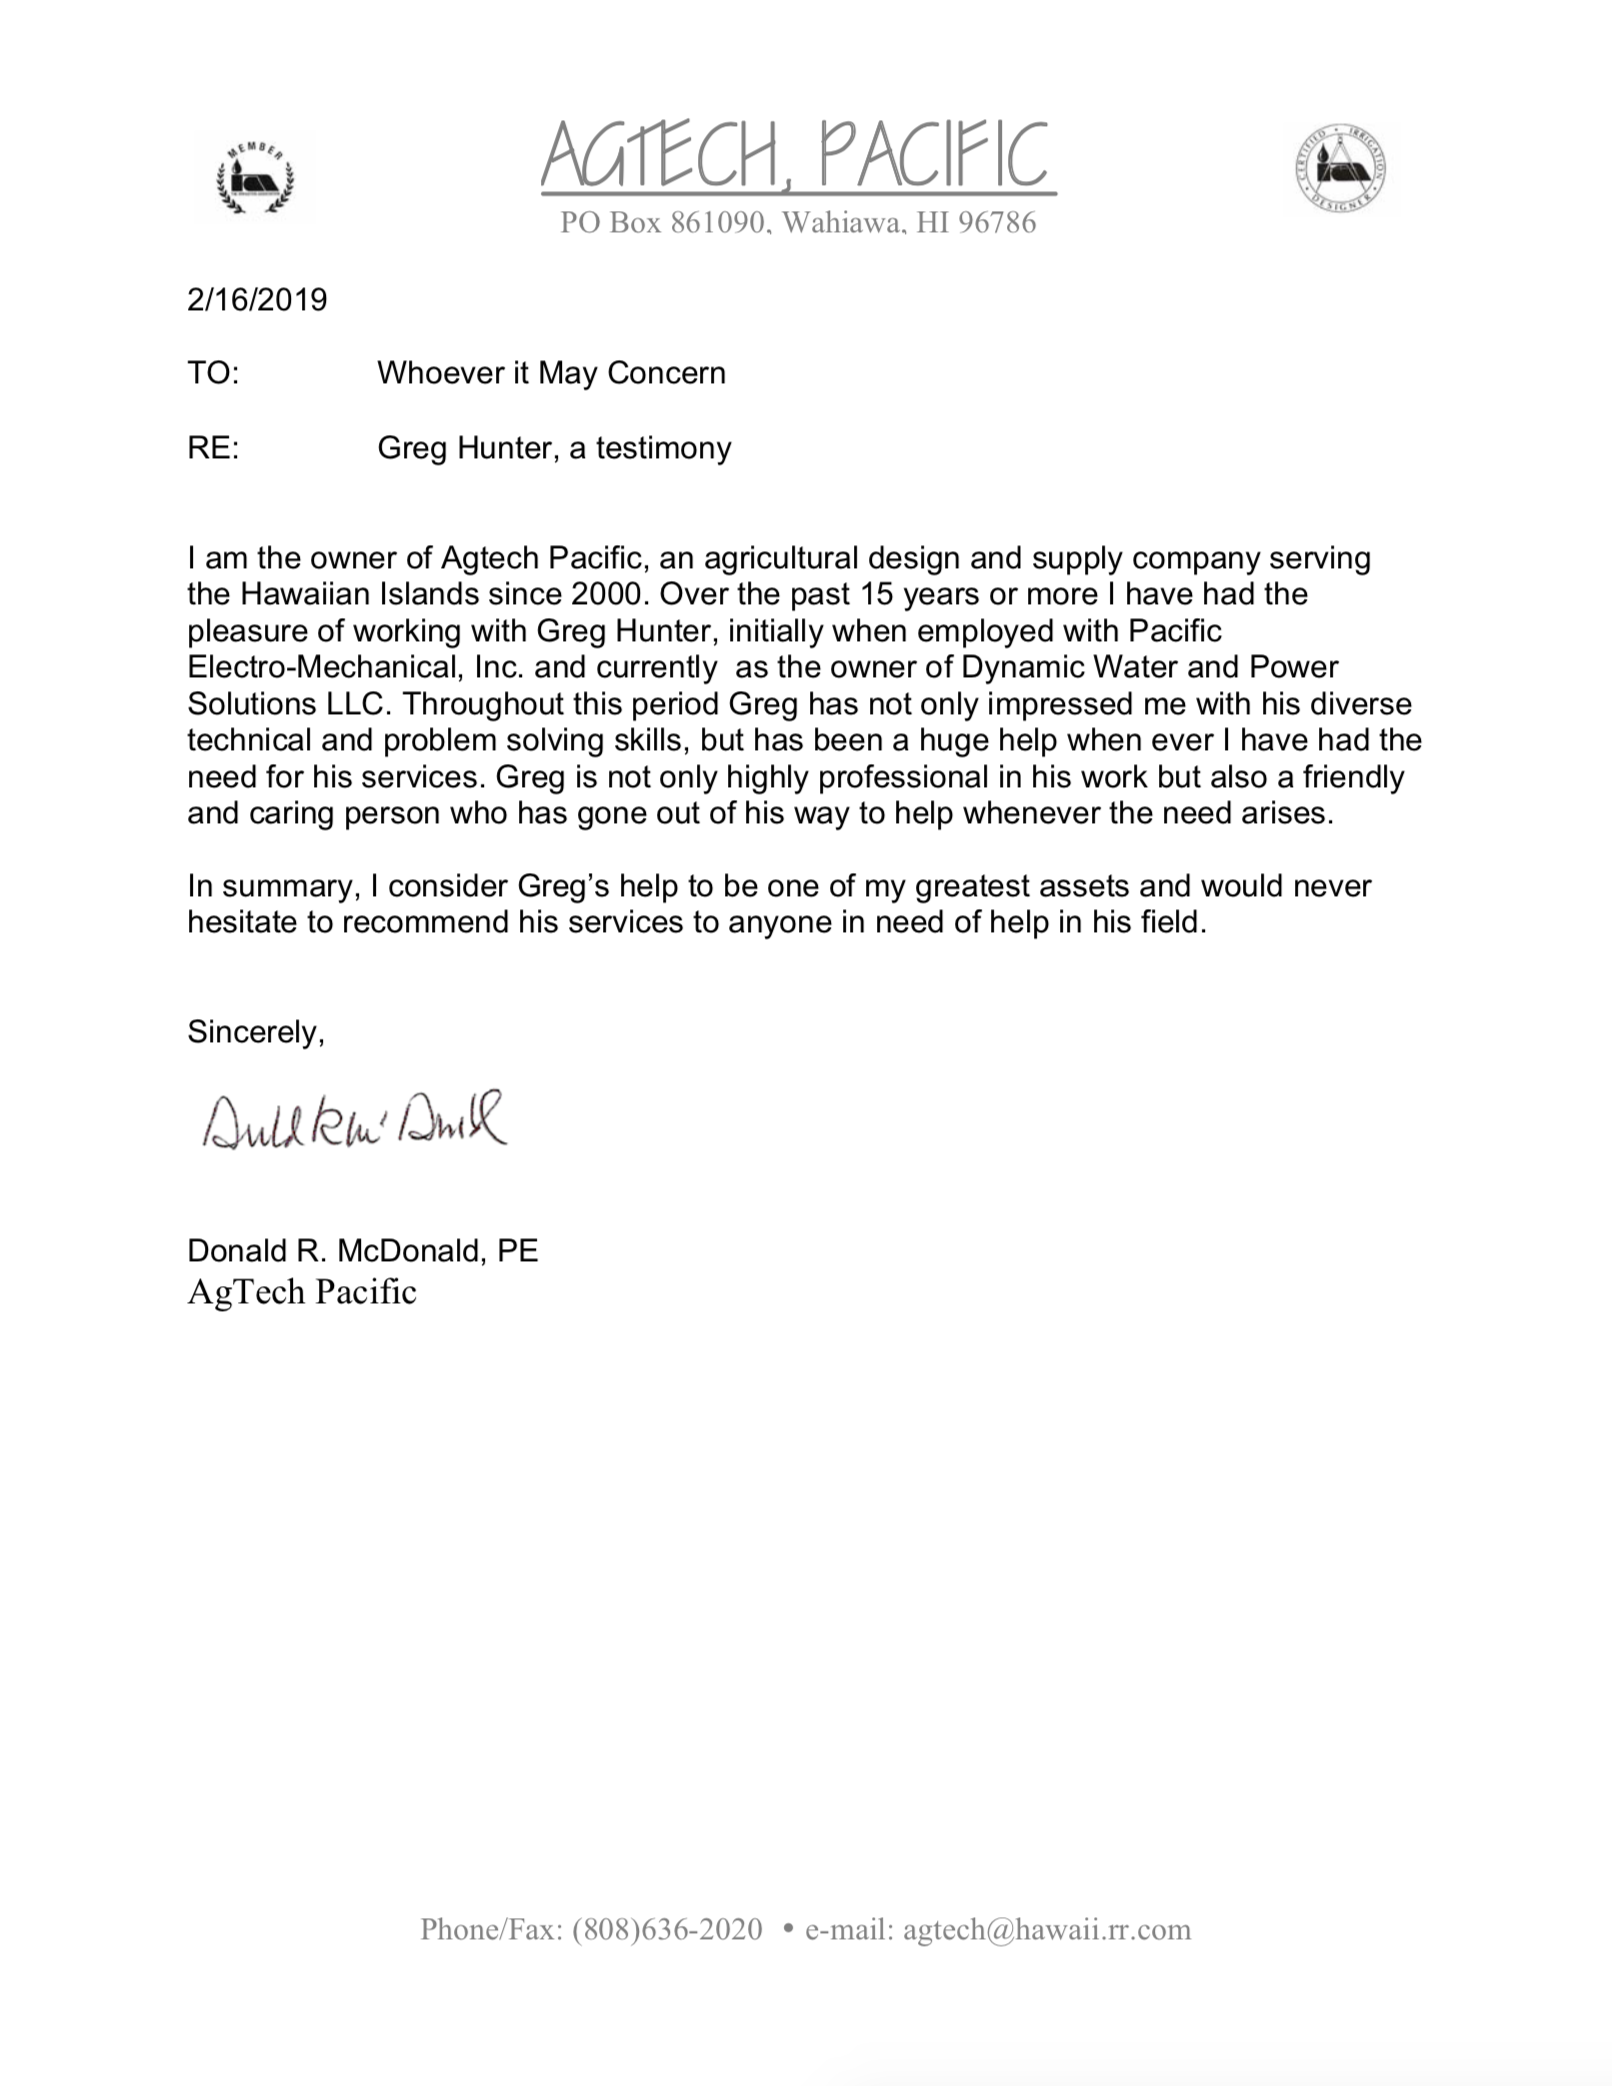 MEMBER
AGTECH, PACIFIC
CERTIFIED IRRIGATION DESIGNER
PO Box 861090, Wahiawa, HI 96786
2/16/2019
TO: Whoever it May Concern
RE: Greg Hunter, a testimony
I am the owner of Agtech Pacific, an agricultural design and supply company serving
the Hawaiian Islands since 2000. Over the past 15 years or more I have had the
pleasure of working with Greg Hunter, initially when employed with Pacific
Electro-Mechanical, Inc. and currently  as the owner of Dynamic Water and Power
Solutions LLC. Throughout this period Greg has not only impressed me with his diverse
technical and problem solving skills, but has been a huge help when ever I have had the
need for his services. Greg is not only highly professional in his work but also a friendly
and caring person who has gone out of his way to help whenever the need arises.
In summary, I consider Greg’s help to be one of my greatest assets and would never
hesitate to recommend his services to anyone in need of help in his field.
Sincerely,
Donald R. McDonald, PE
AgTech Pacific
Phone/Fax: (808)636-2020 • e-mail: agtech@hawaii.rr.com